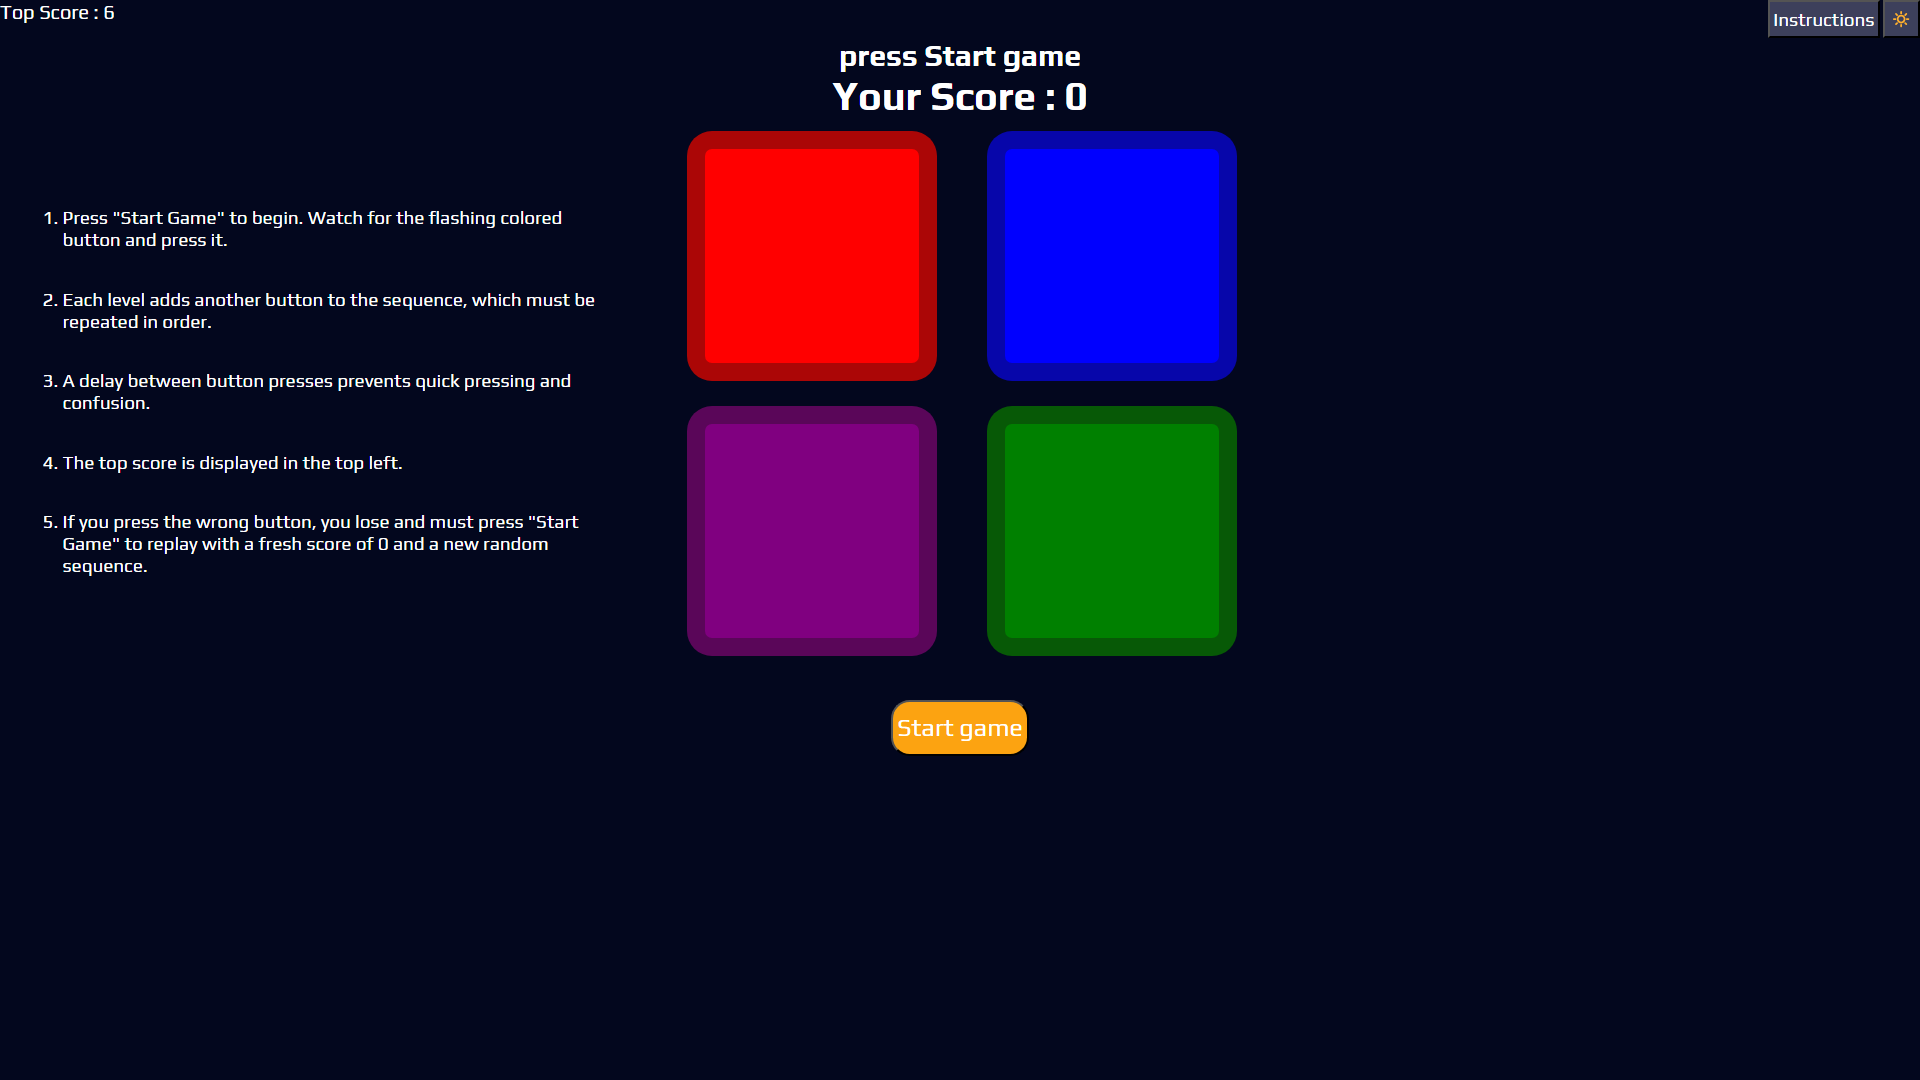 Top Score : 6
Instructions
press Start game
Your Score : 0
1. Press "Start Game" to begin. Watch for the flashing colored
button and press it.
2. Each level adds another button to the sequence, which must be
repeated in order.
3. A delay between button presses prevents quick pressing and
confusion.
4. The top score is displayed in the top left.
5. If you press the wrong button, you lose and must press "Start
Game" to replay with a fresh score of 0 and a new random
sequence.
Start game